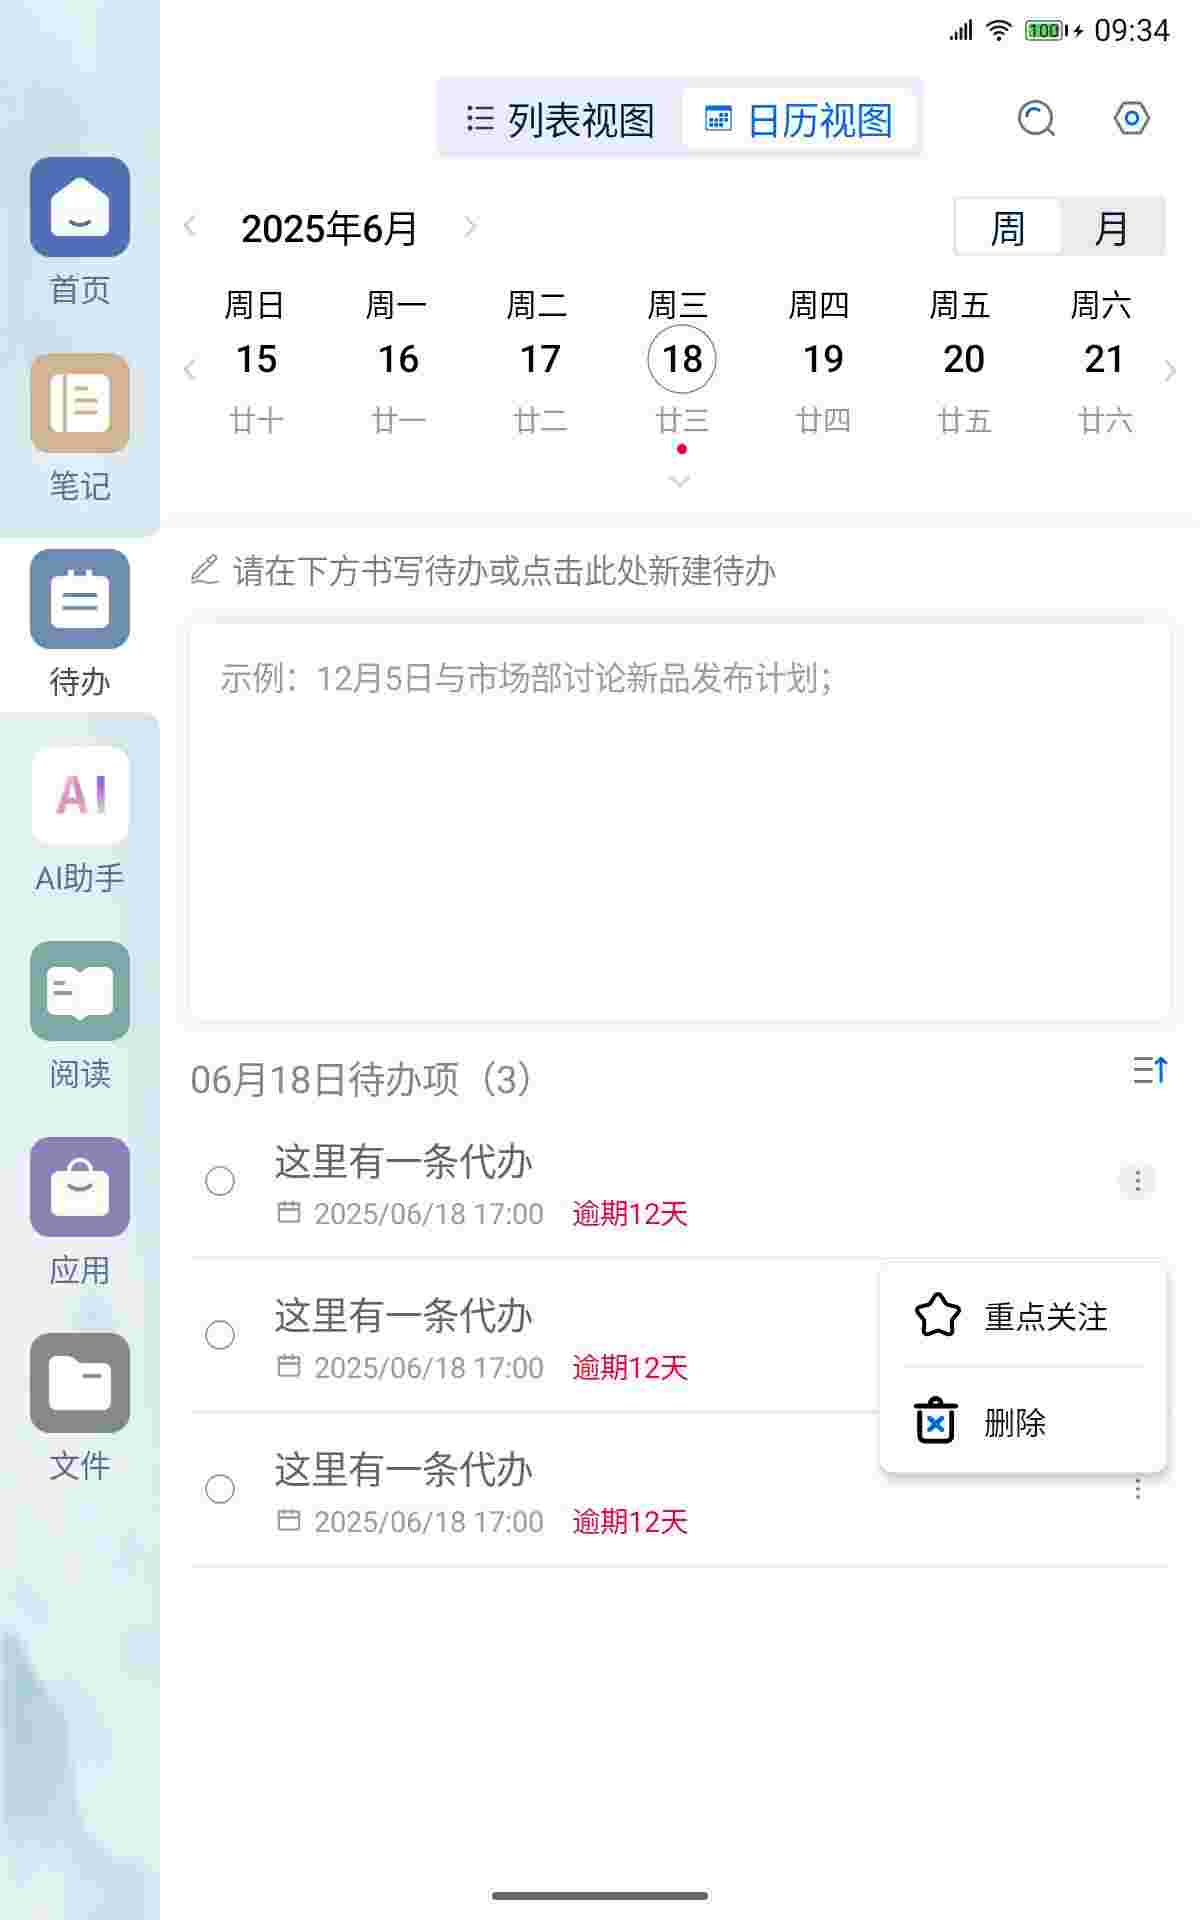 100 09:34
列表视图 日历视图
2025年6月
周 月
周日 周一 周二 周三 周四 周五 周六
15 16 17 18 19 20 21
廿十 廿一 廿二 廿三 廿四 廿五 廿六
首页
笔记
待办
AI
AI助手
阅读
应用
文件
请在下方书写待办或点击此处新建待办
示例：12月5日与市场部讨论新品发布计划；
06月18日待办项（3）
这里有一条代办
2025/06/18 17:00 逾期12天
这里有一条代办
2025/06/18 17:00 逾期12天
这里有一条代办
2025/06/18 17:00 逾期12天
重点关注
删除